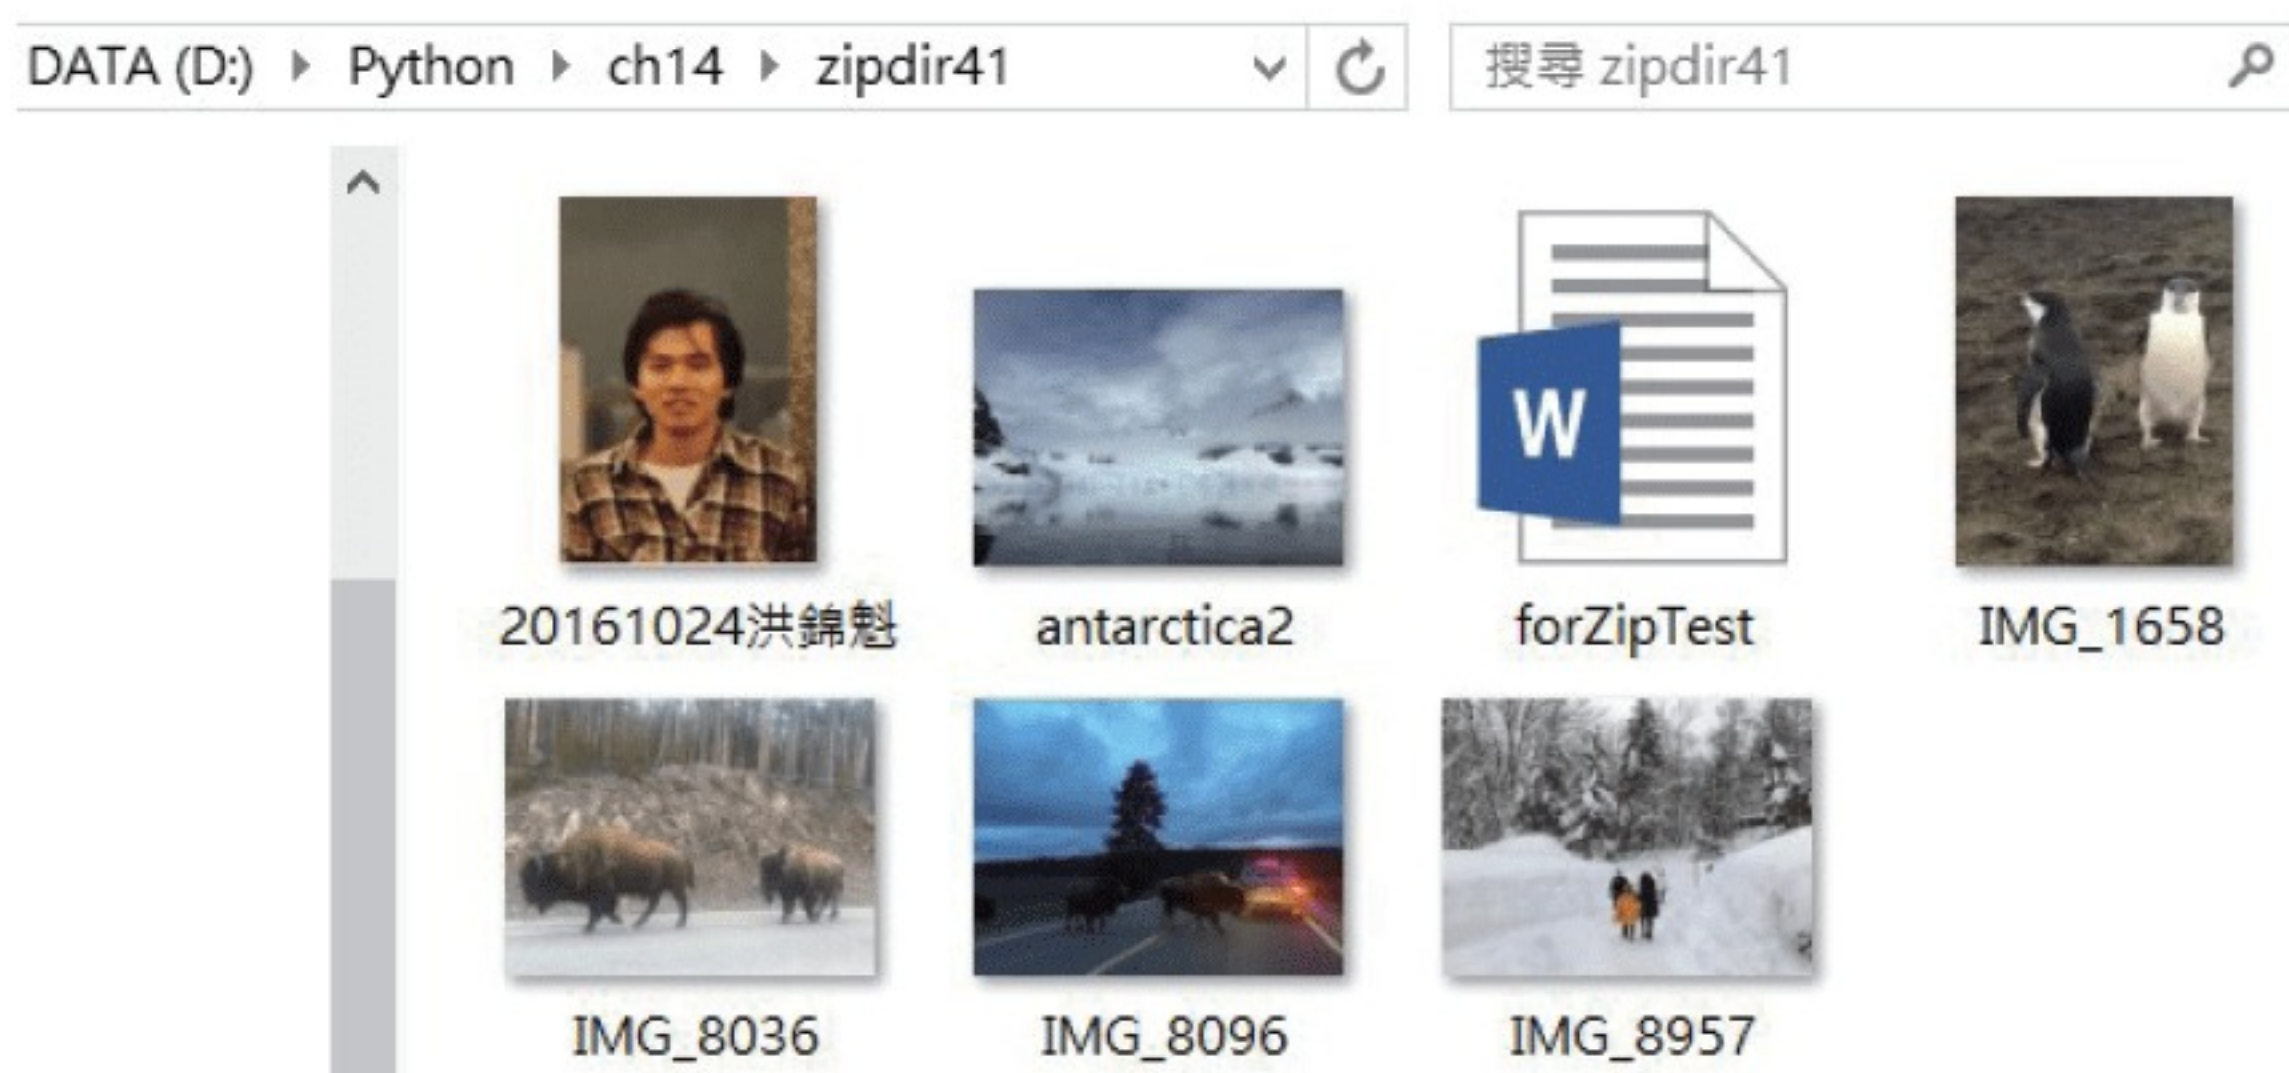 DATA (D:) Python ch14 zipdir41
搜尋 zipdir41
W
20161024洪錦魁 antarctica2 forZipTest IMG_1658
IMG_8036 IMG_8096 IMG_8957